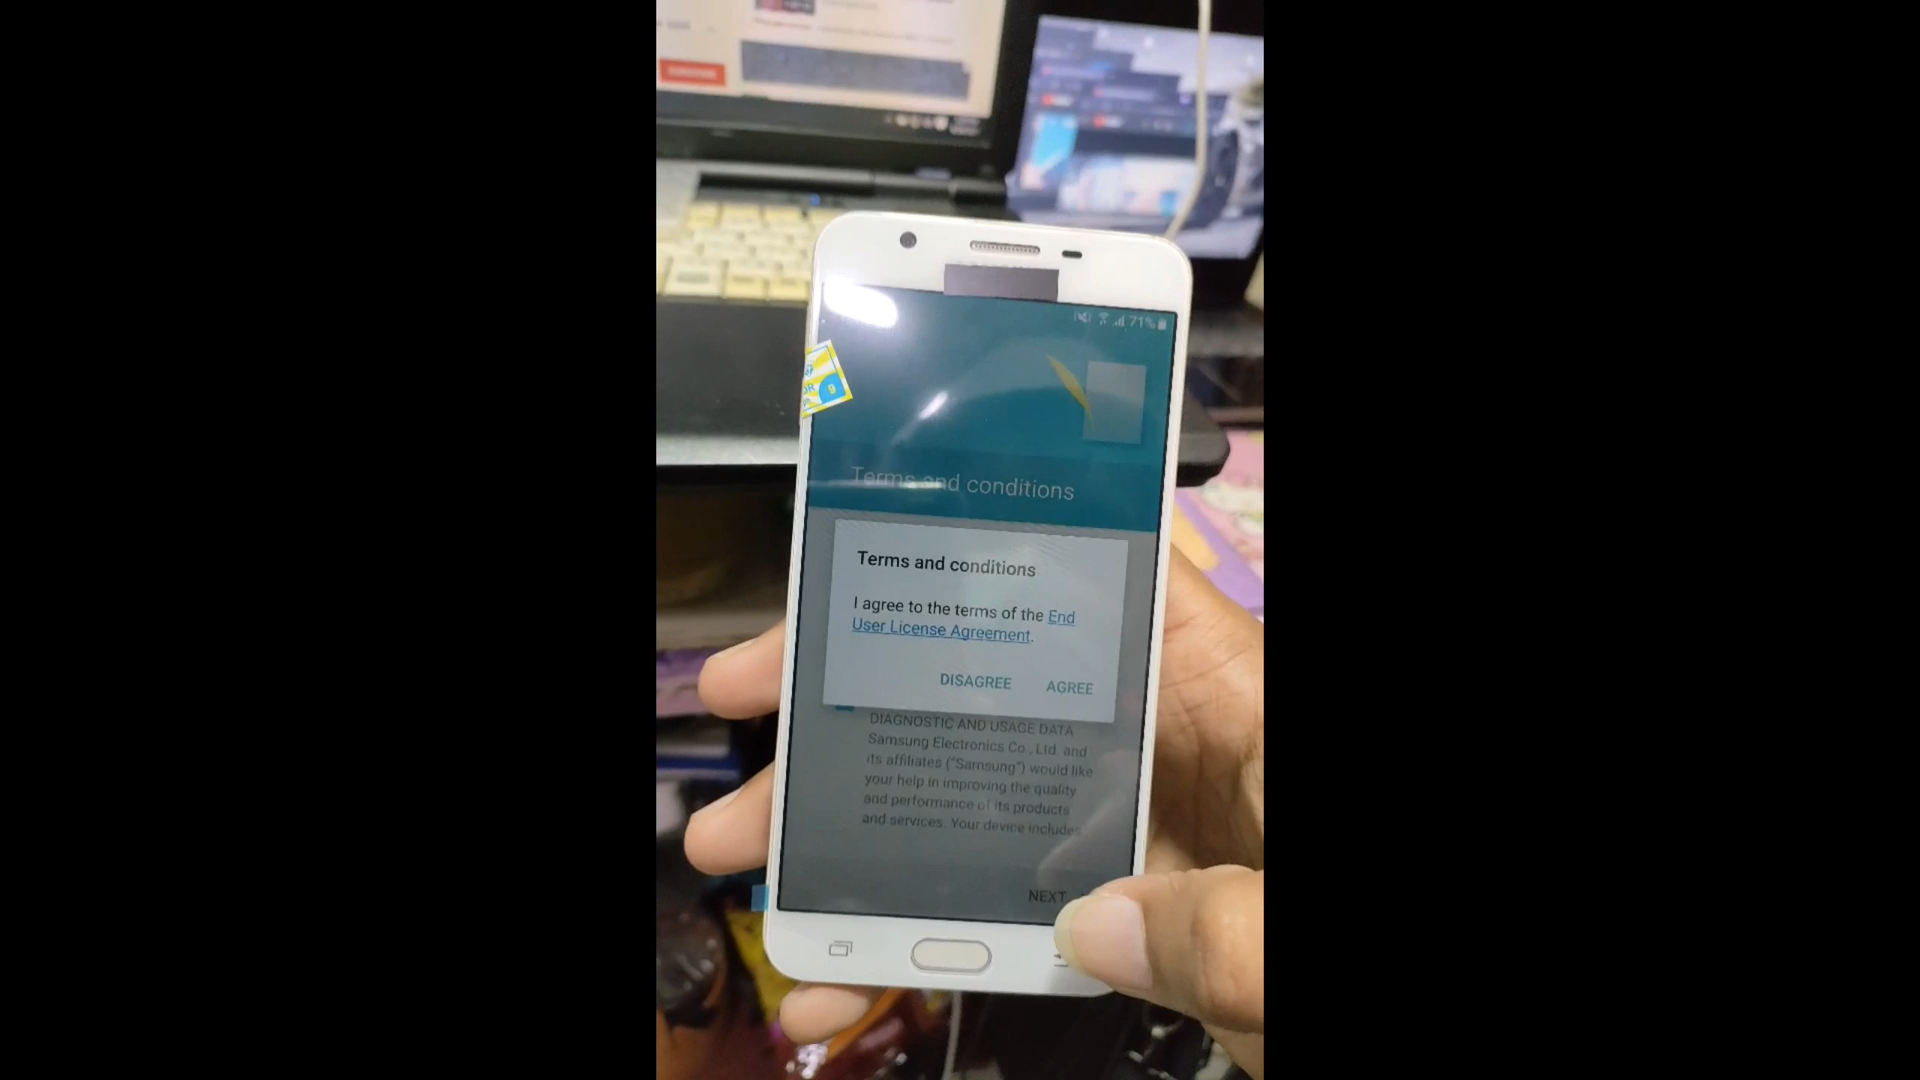 71%
Terms and conditions
Terms and conditions
I agree to the terms of the End
User License Agreement.
DISAGREE AGREE
DIAGNOSTIC AND USAGE DATA
Samsung Electronics Co., Ltd. and
its affiliates ("Samsung") would like
your help in improving the quality
and performance of its products
and services. Your device includes
NEXT